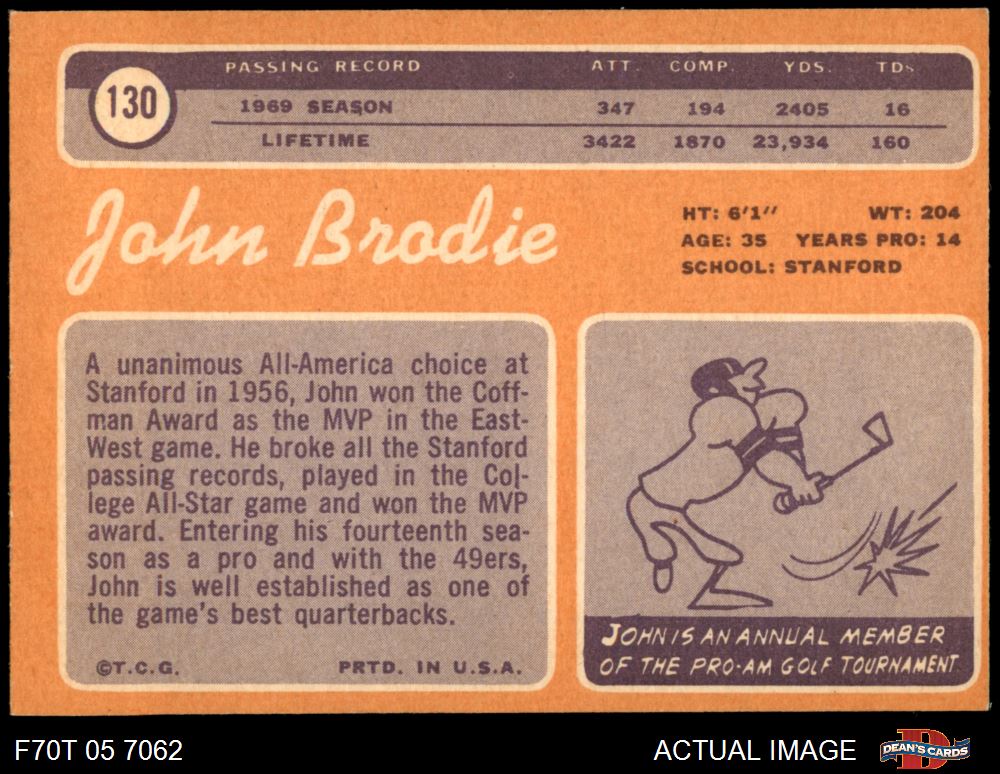 130
PASSING RECORD ATT. COMP. YDS. TDs
1969 SEASON 347 194 2405 16
LIFETIME 3422 1870 23,934 160
John Brodie
HT: 6'1" WT: 204
AGE: 35 YEARS PRO: 14
SCHOOL: STANFORD
A unanimous All-America choice at
Stanford in 1956, John won the Coff-
man Award as the MVP in the East-
West game. He broke all the Stanford
passing records, played in the Col-
lege All-Star game and won the MVP
award. Entering his fourteenth sea-
son as a pro and with the 49ers,
John is well established as one of
the game's best quarterbacks.
©T.C.G. PRTD. IN U.S.A.
JOHN IS AN ANNUAL MEMBER
OF THE PRO-AM GOLF TOURNAMENT
F70T 05 7062 ACTUAL IMAGE DEAN'S CARDS